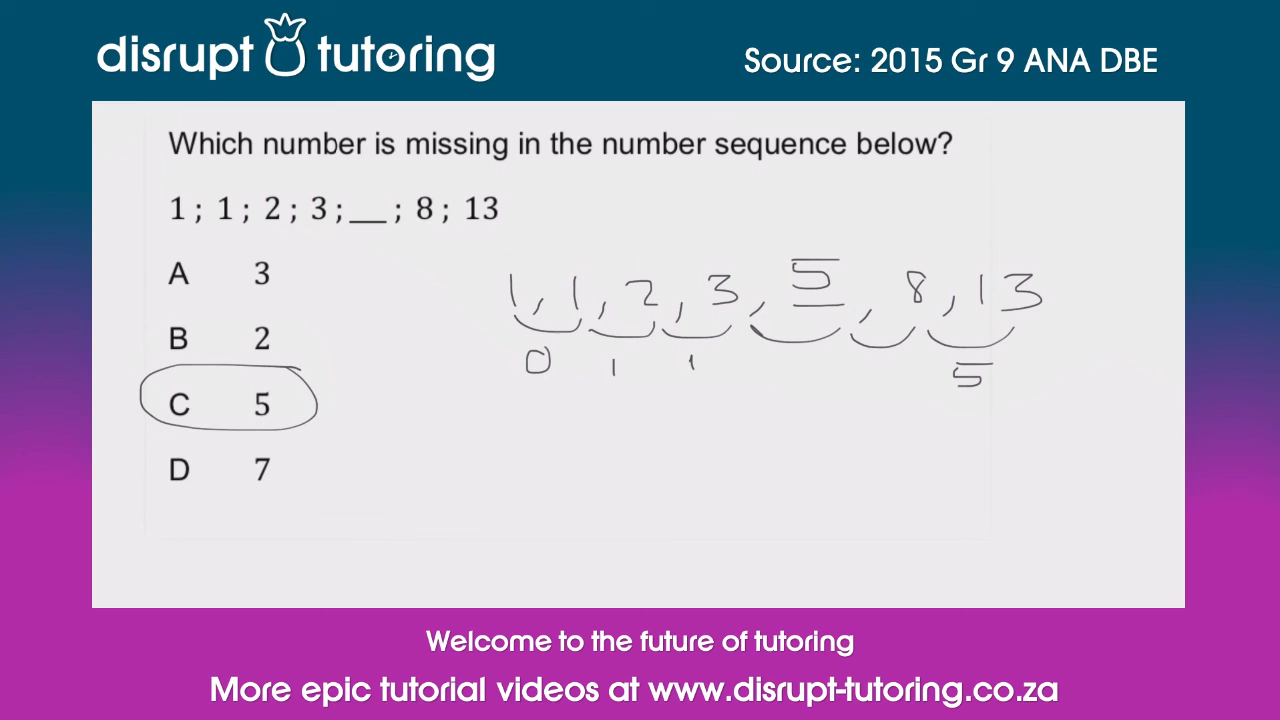 disrupt tutoring
Source: 2015 Gr 9 ANA DBE
Which number is missing in the number sequence below?
1 ; 1 ; 2 ; 3 ; __ ; 8 ; 13
A 3
B 2
C 5
D 7
1, 1, 2, 3, 5, 8, 13
0 1 1 5
Welcome to the future of tutoring
More epic tutorial videos at www.disrupt-tutoring.co.za